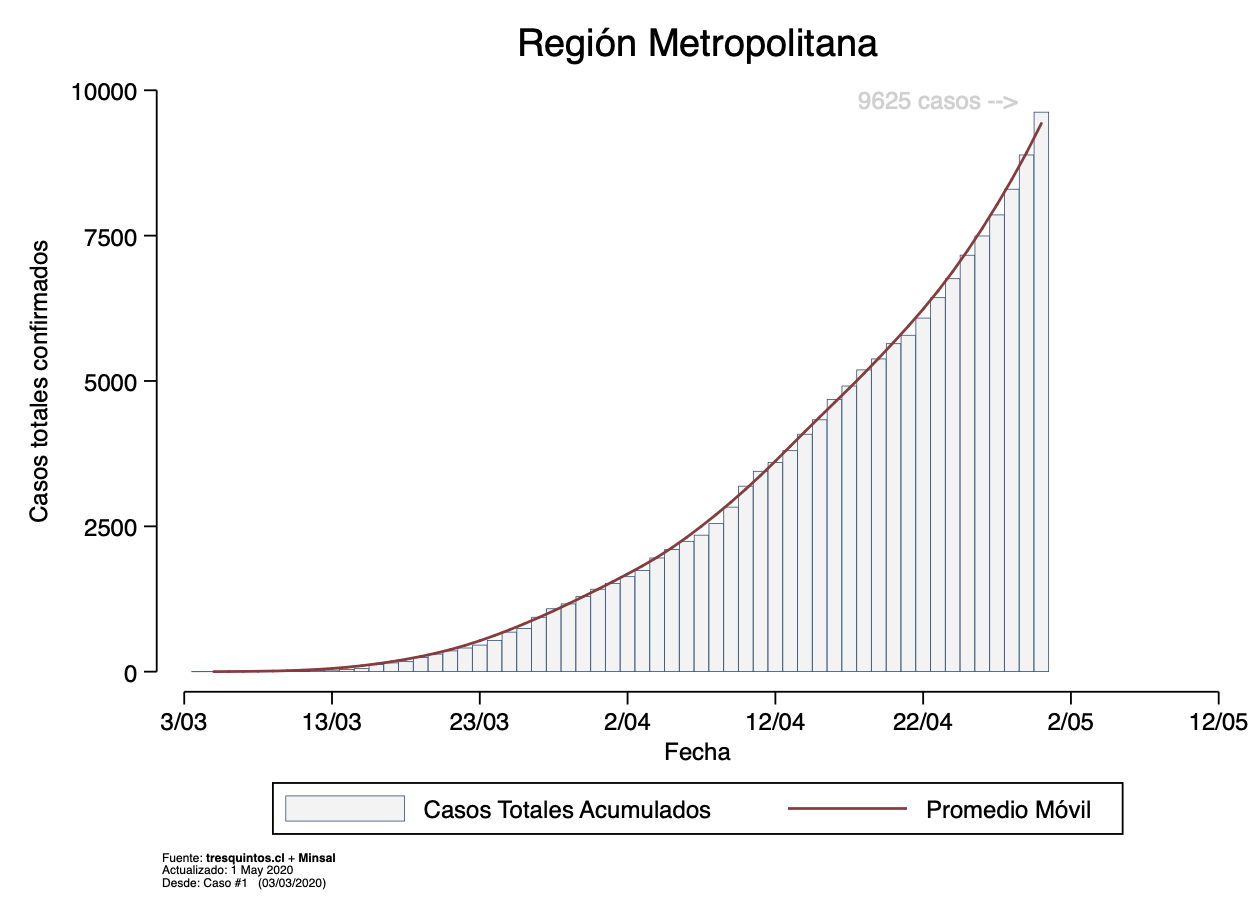 Región Metropolitana
9625 casos -->
10000
7500
5000
2500
0
Casos totales confirmados
3/03 13/03 23/03 2/04 12/04 22/04 2/05 12/05
Fecha
Casos Totales Acumulados Promedio Móvil
Fuente: tresquintos.cl + Minsal
Actualizado: 1 May 2020
Desde: Caso #1 (03/03/2020)